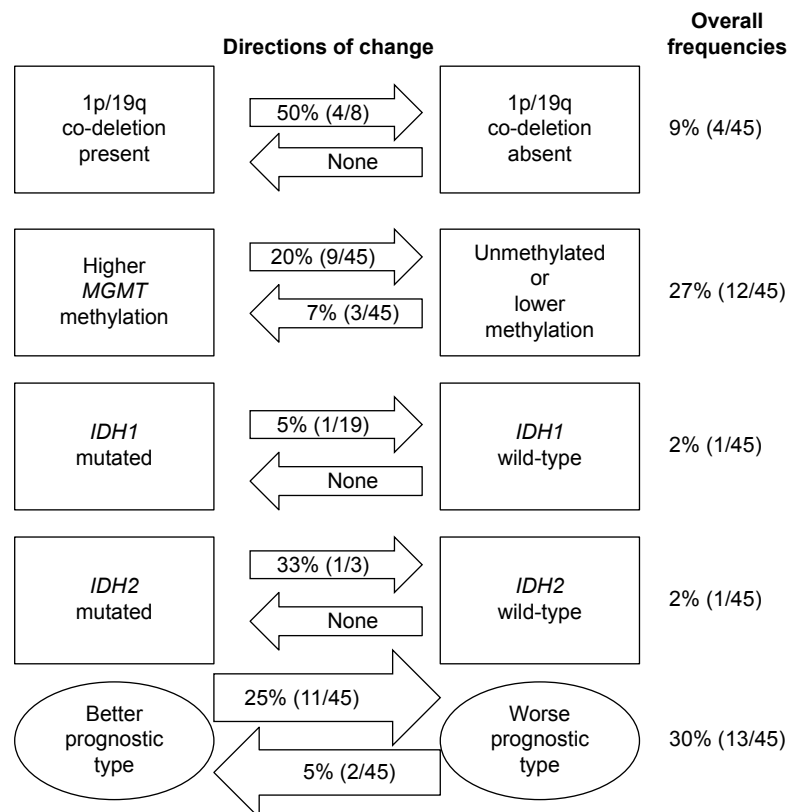 Overall
frequencies
Directions of change
1p/19q
co-deletion
present
50% (4/8)
None
1p/19q
co-deletion
absent
9% (4/45)
Higher
MGMT
methylation
20% (9/45)
7% (3/45)
Unmethylated
or
lower
methylation
27% (12/45)
IDH1
mutated
5% (1/19)
None
IDH1
wild-type
2% (1/45)
IDH2
mutated
33% (1/3)
None
IDH2
wild-type
2% (1/45)
Better
prognostic
type
25% (11/45)
5% (2/45)
Worse
prognostic
type
30% (13/45)